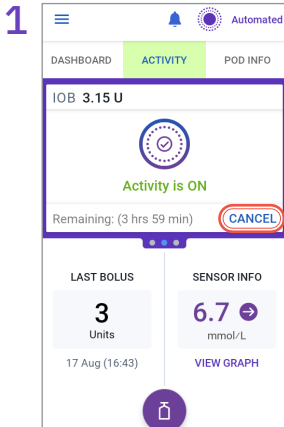 1
Automated
DASHBOARD ACTIVITY POD INFO
IOB 3.15 U
Activity is ON
Remaining: (3 hrs 59 min) CANCEL
LAST BOLUS SENSOR INFO
3 6.7
Units mmol/L
17 Aug (16:43) VIEW GRAPH